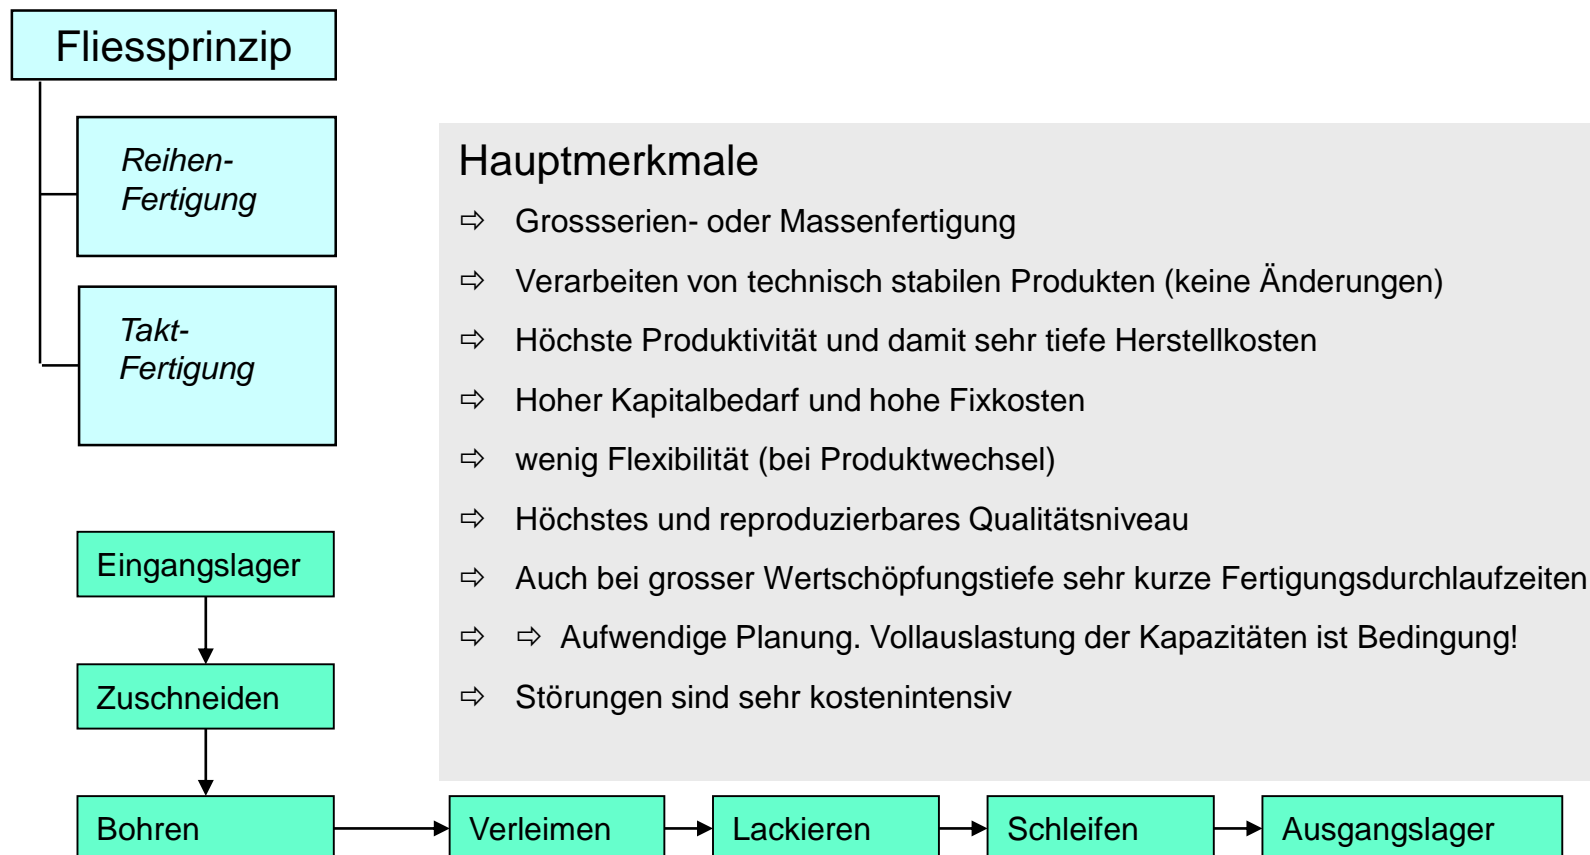 Fliessprinzip
Reihen-
Fertigung
Takt-
Fertigung
Hauptmerkmale
⇨ Grossserien- oder Massenfertigung
⇨ Verarbeiten von technisch stabilen Produkten (keine Änderungen)
⇨ Höchste Produktivität und damit sehr tiefe Herstellkosten
⇨ Hoher Kapitalbedarf und hohe Fixkosten
⇨ wenig Flexibilität (bei Produktwechsel)
⇨ Höchstes und reproduzierbares Qualitätsniveau
⇨ Auch bei grosser Wertschöpfungstiefe sehr kurze Fertigungsdurchlaufzeiten
⇨ ⇨ Aufwendige Planung. Vollauslastung der Kapazitäten ist Bedingung!
⇨ Störungen sind sehr kostenintensiv
Eingangslager
Zuschneiden
Bohren
Verleimen
Lackieren
Schleifen
Ausgangslager